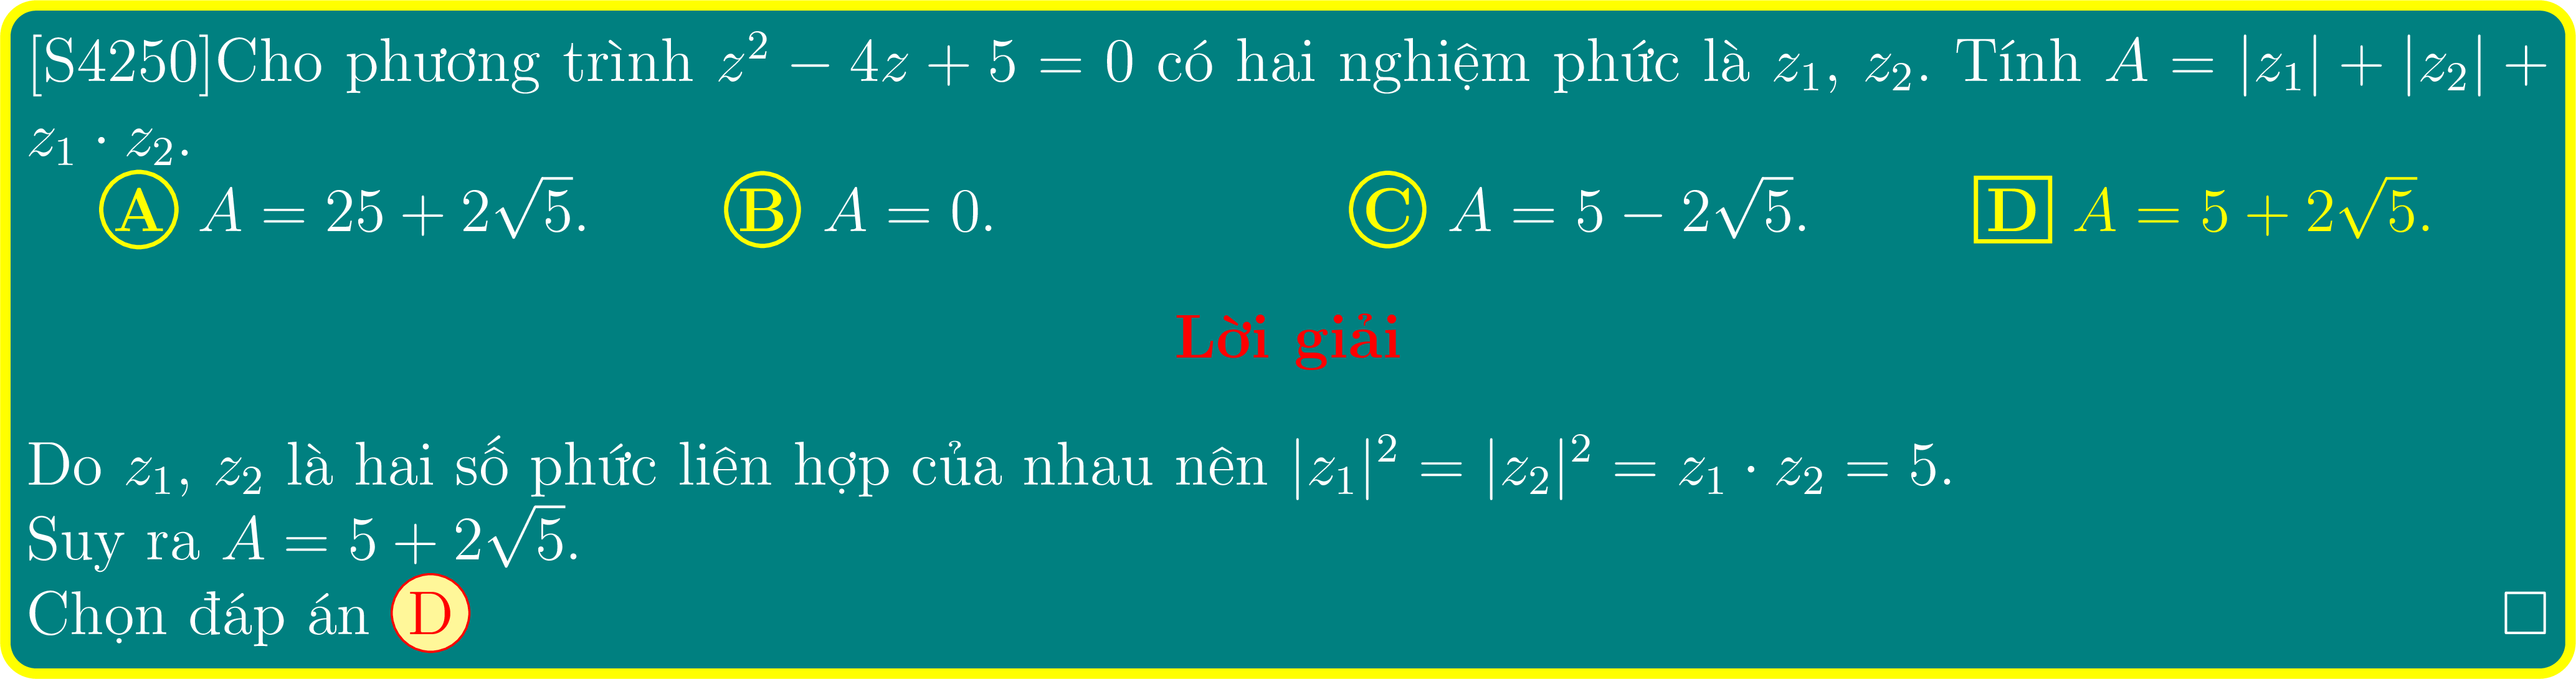 [S4250]Cho phương trình $z^2 - 4z + 5 = 0$ có hai nghiệm phức là $z_1$, $z_2$. Tính $A = |z_1| + |z_2| +$
$z_1 \cdot z_2$.
A $A = 25 + 2\sqrt{5}$. B $A = 0$. C $A = 5 - 2\sqrt{5}$. D $A = 5 + 2\sqrt{5}$.
Lời giải
Do $z_1$, $z_2$ là hai số phức liên hợp của nhau nên $|z_1|^2 = |z_2|^2 = z_1 \cdot z_2 = 5$.
Suy ra $A = 5 + 2\sqrt{5}$.
Chọn đáp án D □